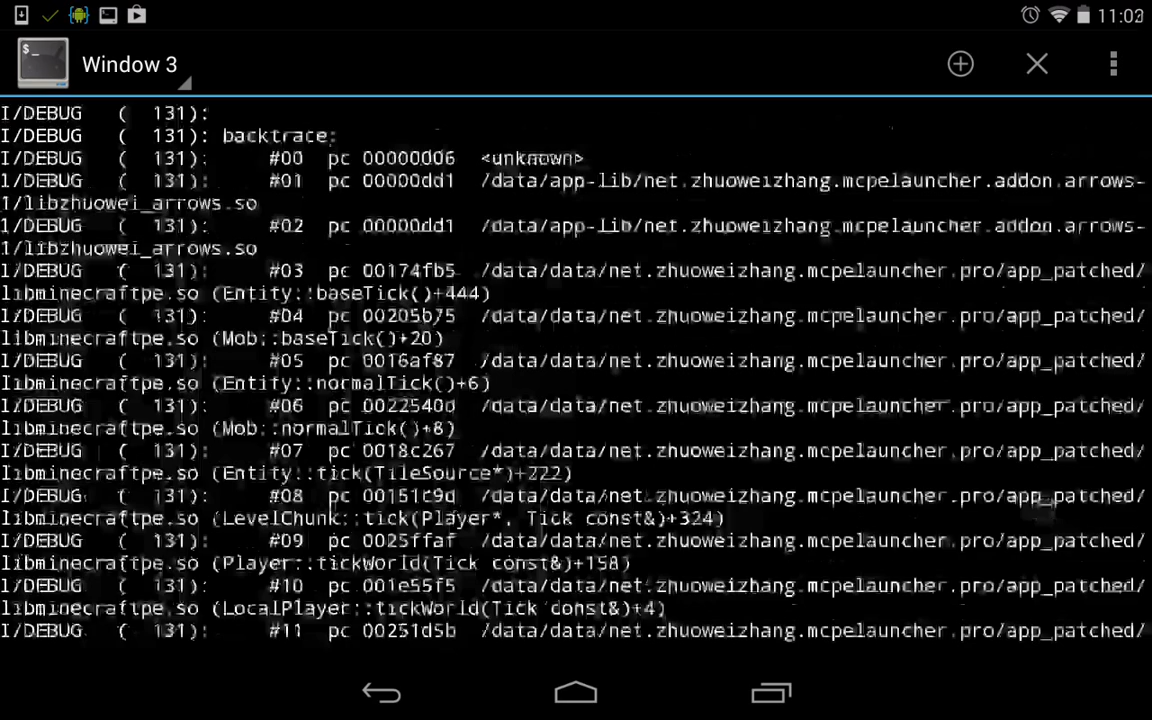 11:02
$_
Window 3
I/DEBUG ( 131):
I/DEBUG ( 131): backtrace:
I/DEBUG ( 131): #00 pc 00000006 <unknown>
I/DEBUG ( 131): #01 pc 00000dd1 /data/app-lib/net.zhuoweizhang.mcpelauncher.addon.arrows-
1/libzhuowei_arrows.so
I/DEBUG ( 131): #02 pc 00000dd1 /data/app-lib/net.zhuoweizhang.mcpelauncher.addon.arrows-
1/libzhuowei_arrows.so
I/DEBUG ( 131): #03 pc 00174fb5 /data/data/net.zhuoweizhang.mcpelauncher.pro/app_patched/
libminecraftpe.so (Entity::baseTick()+444)
I/DEBUG ( 131): #04 pc 00205b75 /data/data/net.zhuoweizhang.mcpelauncher.pro/app_patched/
libminecraftpe.so (Mob::baseTick()+20)
I/DEBUG ( 131): #05 pc 0016af87 /data/data/net.zhuoweizhang.mcpelauncher.pro/app_patched/
libminecraftpe.so (Entity::normalTick()+6)
I/DEBUG ( 131): #06 pc 0022540d /data/data/net.zhuoweizhang.mcpelauncher.pro/app_patched/
libminecraftpe.so (Mob::normalTick()+8)
I/DEBUG ( 131): #07 pc 0018c267 /data/data/net.zhuoweizhang.mcpelauncher.pro/app_patched/
libminecraftpe.so (Entity::tick(TileSource*)+222)
I/DEBUG ( 131): #08 pc 00151c9d /data/data/net.zhuoweizhang.mcpelauncher.pro/app_patched/
libminecraftpe.so (LevelChunk::tick(Player*, Tick const&)+324)
I/DEBUG ( 131): #09 pc 0025ffaf /data/data/net.zhuoweizhang.mcpelauncher.pro/app_patched/
libminecraftpe.so (Player::tickWorld(Tick const&)+158)
I/DEBUG ( 131): #10 pc 001e55f5 /data/data/net.zhuoweizhang.mcpelauncher.pro/app_patched/
libminecraftpe.so (LocalPlayer::tickWorld(Tick const&)+4)
I/DEBUG ( 131): #11 pc 00251d5b /data/data/net.zhuoweizhang.mcpelauncher.pro/app_patched/